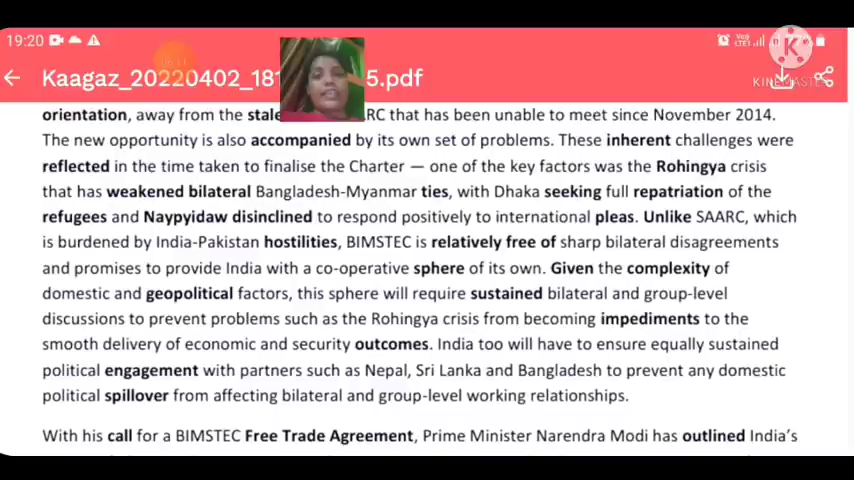 19:20
Kaagaz_20220402_181 5.pdf
KINEMASTER
orientation, away from the stale RC that has been unable to meet since November 2014.
The new opportunity is also accompanied by its own set of problems. These inherent challenges were
reflected in the time taken to finalise the Charter — one of the key factors was the Rohingya crisis
that has weakened bilateral Bangladesh-Myanmar ties, with Dhaka seeking full repatriation of the
refugees and Naypyidaw disinclined to respond positively to international pleas. Unlike SAARC, which
is burdened by India-Pakistan hostilities, BIMSTEC is relatively free of sharp bilateral disagreements
and promises to provide India with a co-operative sphere of its own. Given the complexity of
domestic and geopolitical factors, this sphere will require sustained bilateral and group-level
discussions to prevent problems such as the Rohingya crisis from becoming impediments to the
smooth delivery of economic and security outcomes. India too will have to ensure equally sustained
political engagement with partners such as Nepal, Sri Lanka and Bangladesh to prevent any domestic
political spillover from affecting bilateral and group-level working relationships.
With his call for a BIMSTEC Free Trade Agreement, Prime Minister Narendra Modi has outlined India's